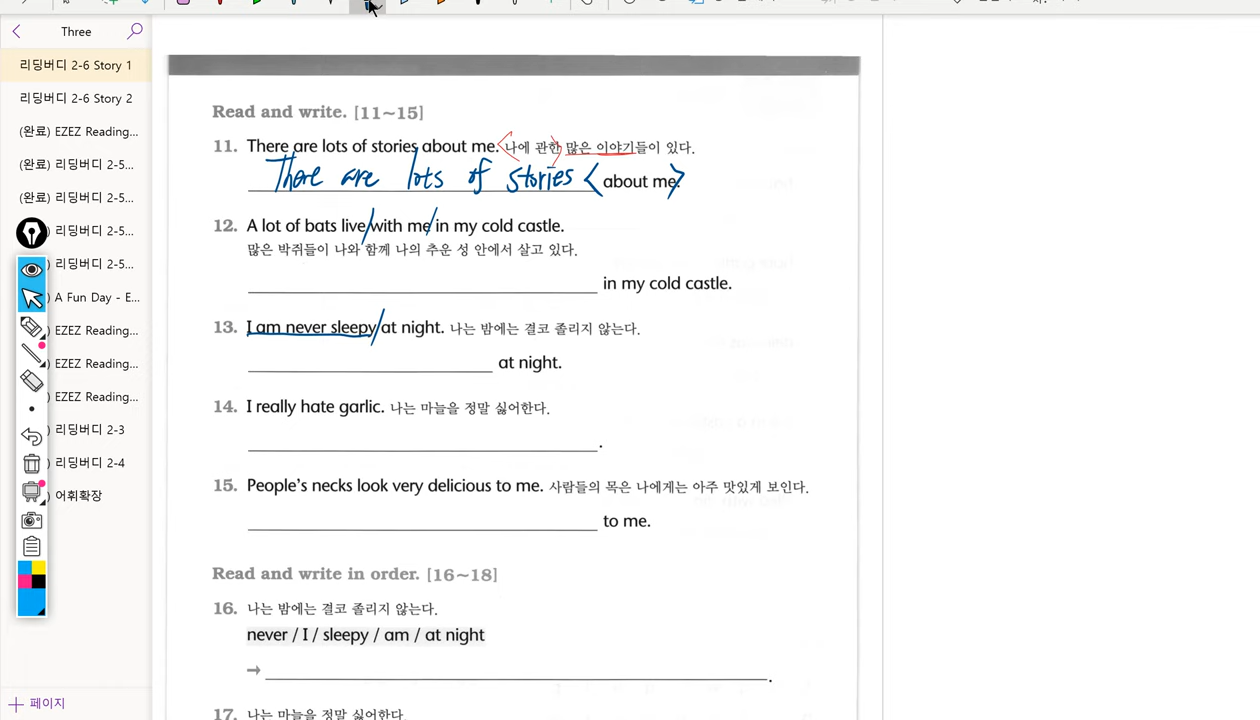 Three
리딩버디 2-6 Story 1
리딩버디 2-6 Story 2
(완료) EZEZ Reading...
(완료) 리딩버디 2-5...
(완료) 리딩버디 2-5...
) 리딩버디 2-5...
) 리딩버디 2-5...
) A Fun Day - E...
) EZEZ Reading...
) EZEZ Reading...
) EZEZ Reading...
) 리딩버디 2-3
) 리딩버디 2-4
) 어휘확장
페이지
Read and write. [11~15]
11. There are lots of stories about me. 나에 관한 많은 이야기들이 있다.
There are lots of stories < about me. >
12. A lot of bats live/with me/in my cold castle.
많은 박쥐들이 나와 함께 나의 추운 성 안에서 살고 있다.
in my cold castle.
13. I am never sleepy/at night. 나는 밤에는 결코 졸리지 않는다.
at night.
14. I really hate garlic. 나는 마늘을 정말 싫어한다.
.
15. People's necks look very delicious to me. 사람들의 목은 나에게는 아주 맛있게 보인다.
to me.
Read and write in order. [16~18]
16. 나는 밤에는 결코 졸리지 않는다.
never / I / sleepy / am / at night
→ .
17. 나는 마늘을 정말 싫어한다.